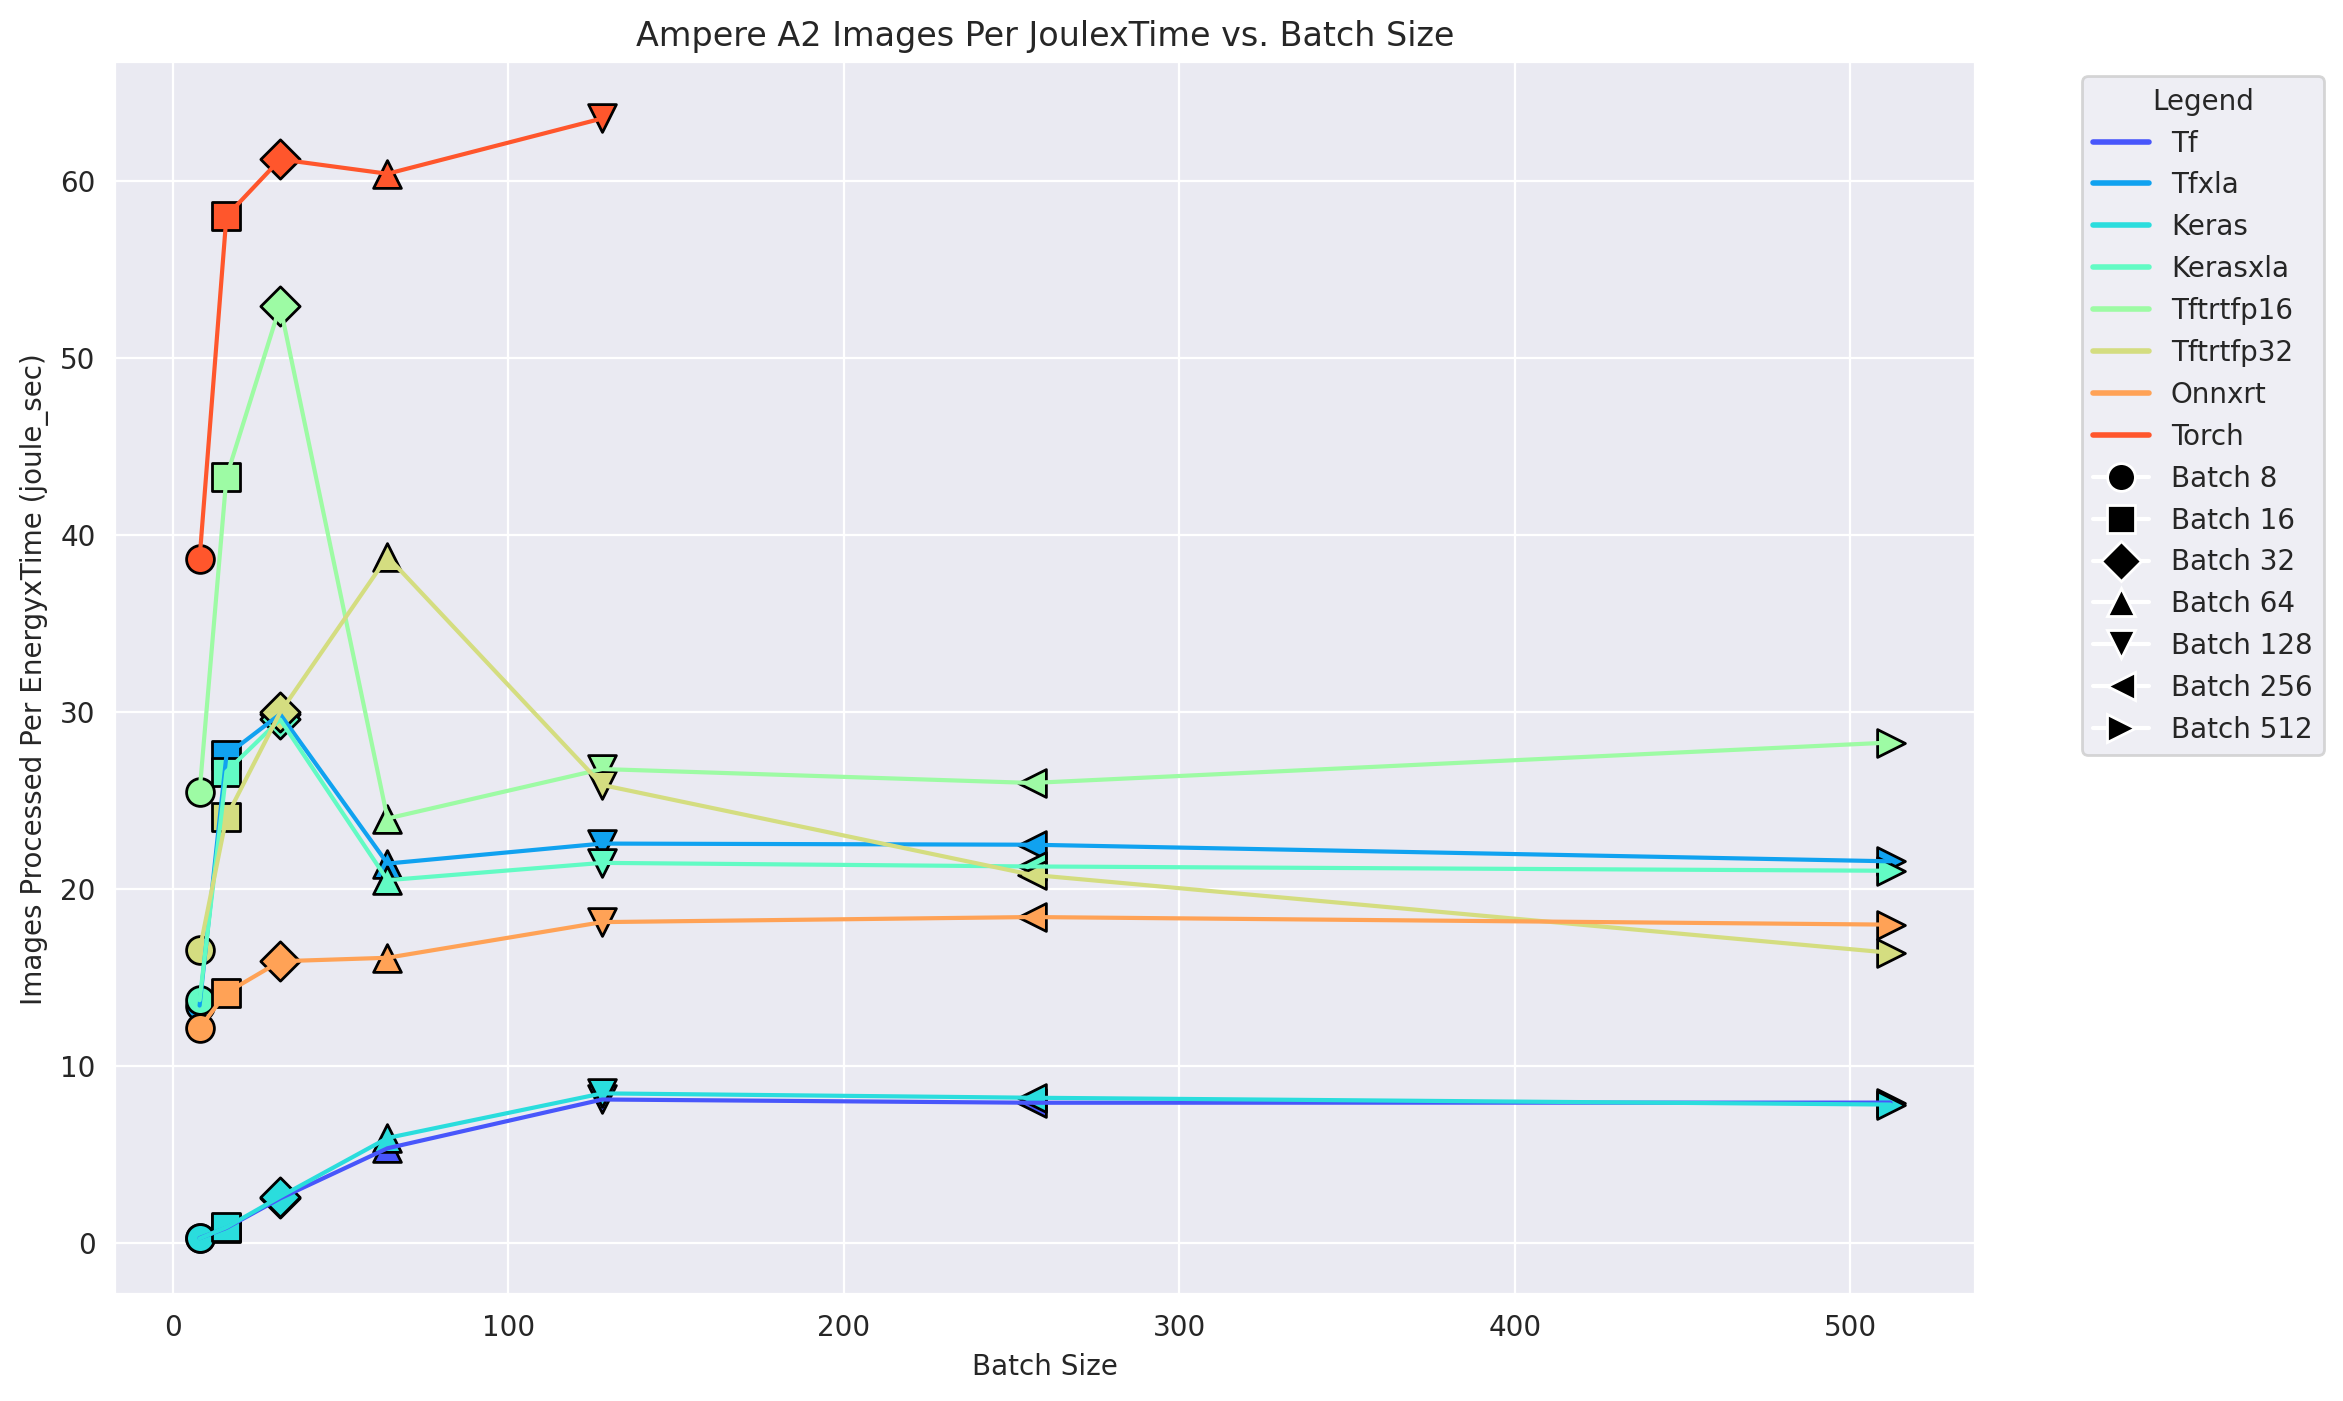 Ampere A2 Images Per JoulexTime vs. Batch Size
Images Processed Per EnergyxTime (joule_sec)
60
50
40
30
20
10
0
0 100 200 300 400 500
Batch Size
Legend
Tf
Tfxla
Keras
Kerasxla
Tftrtfp16
Tftrtfp32
Onnxrt
Torch
Batch 8
Batch 16
Batch 32
Batch 64
Batch 128
Batch 256
Batch 512